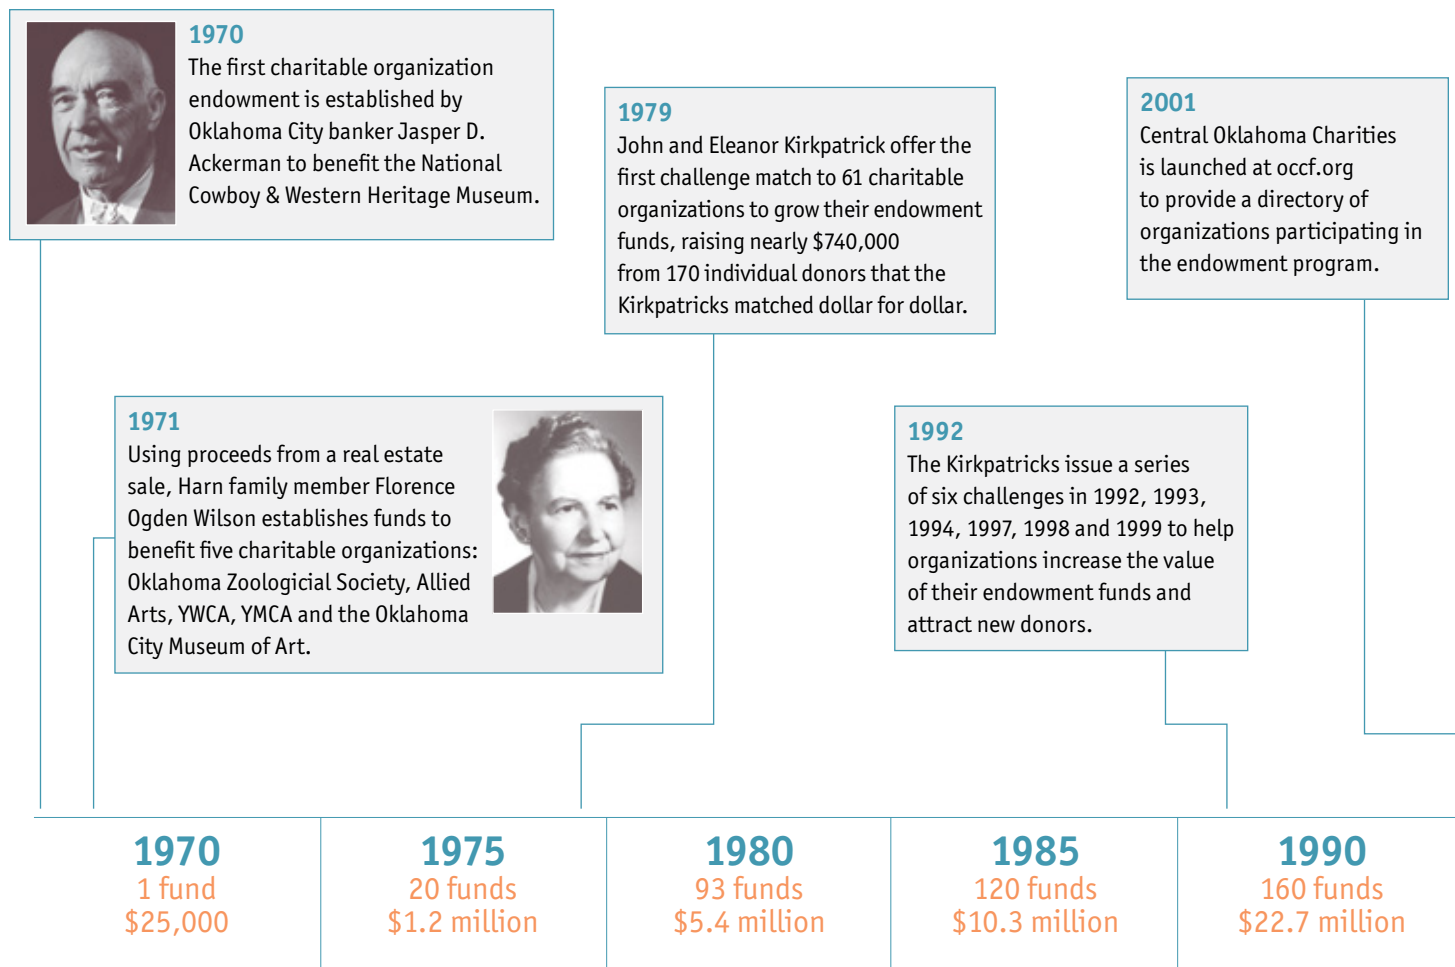 1970
The first charitable organization
endowment is established by
Oklahoma City banker Jasper D.
Ackerman to benefit the National
Cowboy & Western Heritage Museum.
1971
Using proceeds from a real estate
sale, Harn family member Florence
Ogden Wilson establishes funds to
benefit five charitable organizations:
Oklahoma Zoologicial Society, Allied
Arts, YWCA, YMCA and the Oklahoma
City Museum of Art.
1979
John and Eleanor Kirkpatrick offer the
first challenge match to 61 charitable
organizations to grow their endowment
funds, raising nearly $740,000
from 170 individual donors that the
Kirkpatricks matched dollar for dollar.
1992
The Kirkpatricks issue a series
of six challenges in 1992, 1993,
1994, 1997, 1998 and 1999 to help
organizations increase the value
of their endowment funds and
attract new donors.
2001
Central Oklahoma Charities
is launched at occf.org
to provide a directory of
organizations participating in
the endowment program.
1970
1 fund
$25,000
1975
20 funds
$1.2 million
1980
93 funds
$5.4 million
1985
120 funds
$10.3 million
1990
160 funds
$22.7 million